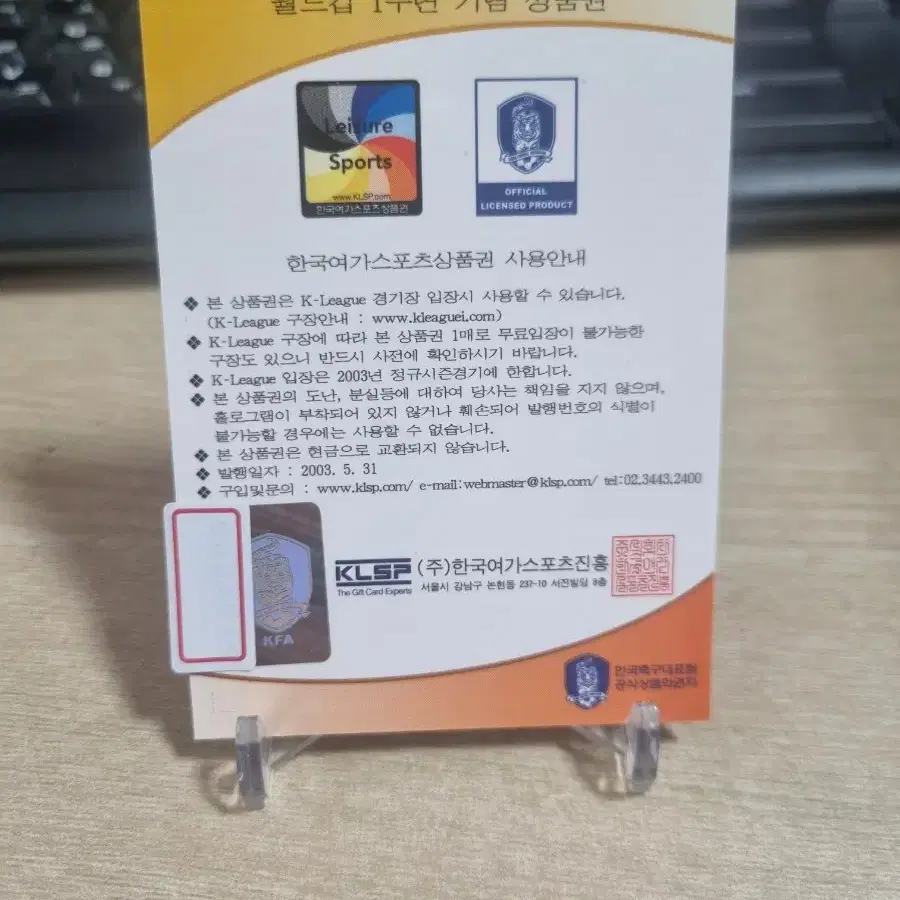 월드컵 1주년 기념 상품권
Leisure
Sports
www.KLSP.com
한국여가스포츠상품권
OFFICIAL
LICENSED PRODUCT
한국여가스포츠상품권 사용안내
❖ 본 상품권은 K-League 경기장 입장시 사용할 수 있습니다.
(K-League 구장안내 : www.kleaguei.com)
❖ K-League 구장에 따라 본 상품권 1매로 무료입장이 불가능한
구장도 있으니 반드시 사전에 확인하시기 바랍니다.
❖ K-League 입장은 2003년 정규시즌경기에 한합니다.
❖ 본 상품권의 도난, 분실등에 대하여 당사는 책임을 지지 않으며,
홀로그램이 부착되어 있지 않거나 훼손되어 발행번호의 식별이
불가능할 경우에는 사용할 수 없습니다.
❖ 본 상품권은 현금으로 교환되지 않습니다.
❖ 발행일자 : 2003. 5. 31
❖ 구입및문의 : www.klsp.com/ e-mail:webmaster@klsp.com/ tel:02.3443.2400
KLSP (주)한국여가스포츠진흥
The Gift Card Experts 서울시 강남구 논현동 237-10 서전빌딩 8층
KFA
한국축구대표팀
공식상품화권자